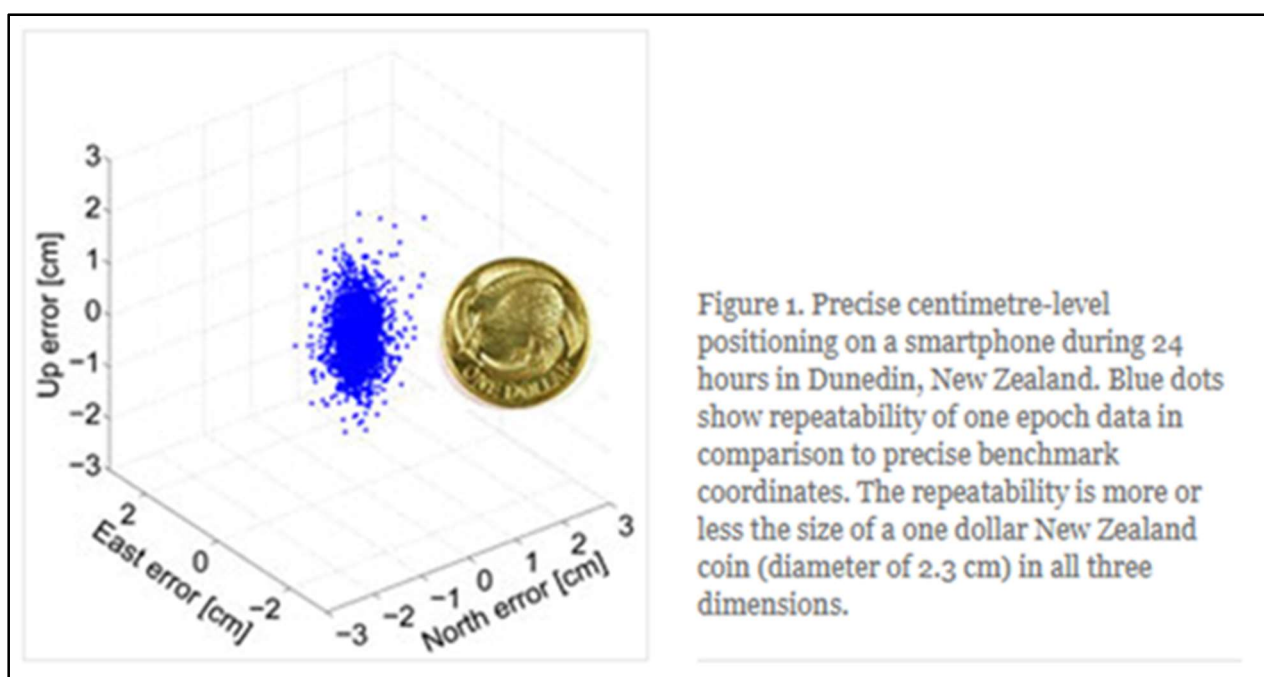 3
2
1
0
−1
−2
−3
Up error [cm]
2
0
−2
East error [cm]
−3
−2
−1
0
1
2
3
North error [cm]
ONE DOLLAR
Figure 1. Precise centimetre-level
positioning on a smartphone during 24
hours in Dunedin, New Zealand. Blue dots
show repeatability of one epoch data in
comparison to precise benchmark
coordinates. The repeatability is more or
less the size of a one dollar New Zealand
coin (diameter of 2.3 cm) in all three
dimensions.